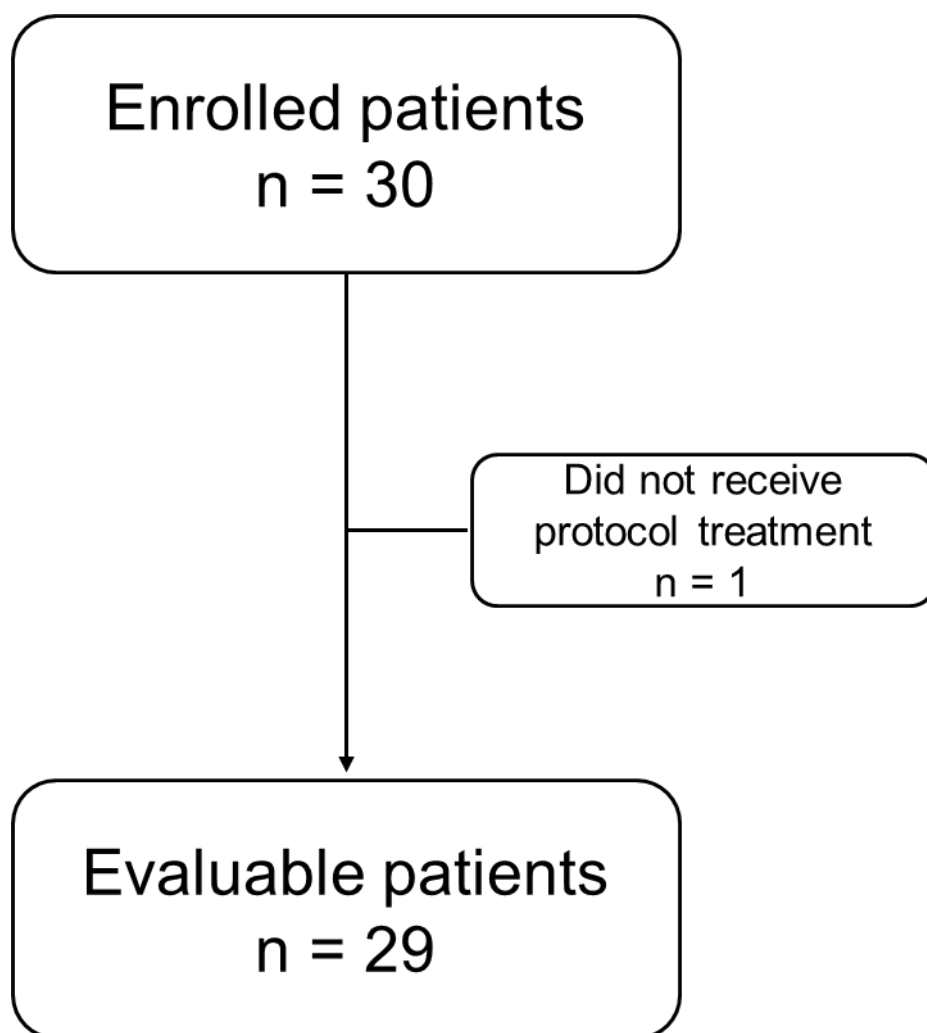 Enrolled patients
n = 30
Did not receive
protocol treatment
n = 1
Evaluable patients
n = 29